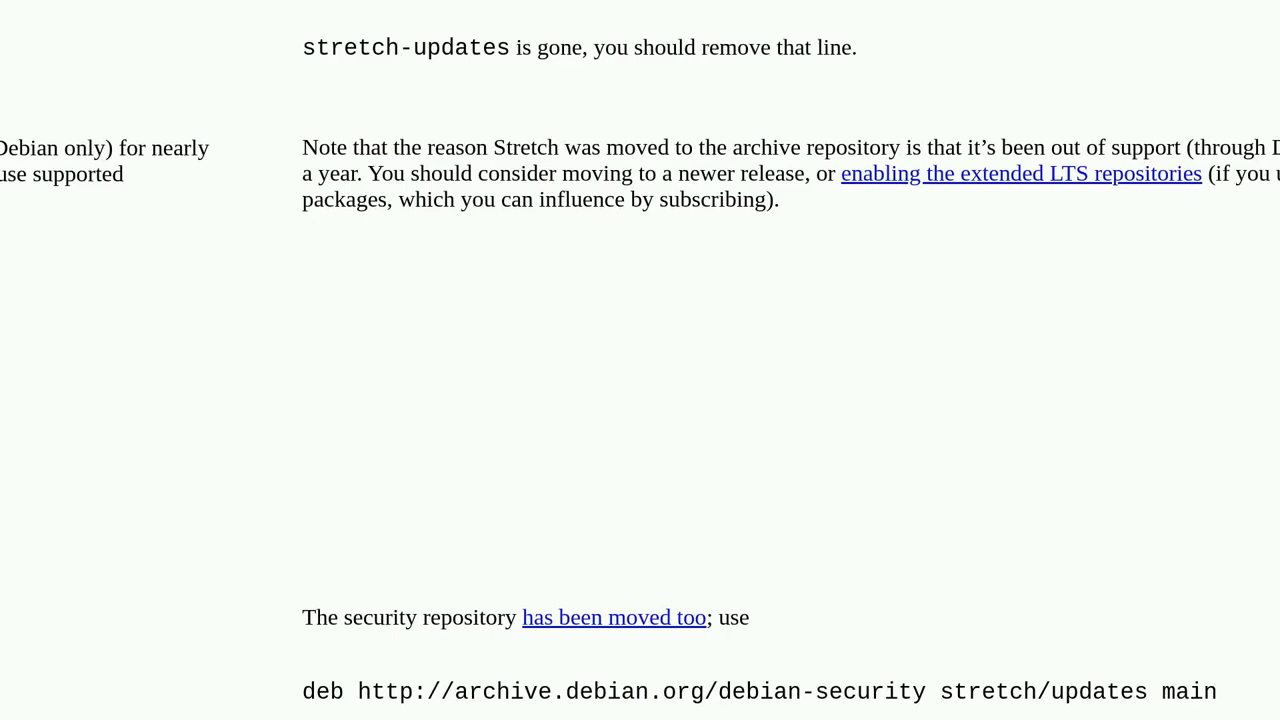 stretch-updates is gone, you should remove that line.
Debian only) for nearly
use supported
Note that the reason Stretch was moved to the archive repository is that it’s been out of support (through D
a year. You should consider moving to a newer release, or enabling the extended LTS repositories (if you u
packages, which you can influence by subscribing).
The security repository has been moved too; use
deb http://archive.debian.org/debian-security stretch/updates main